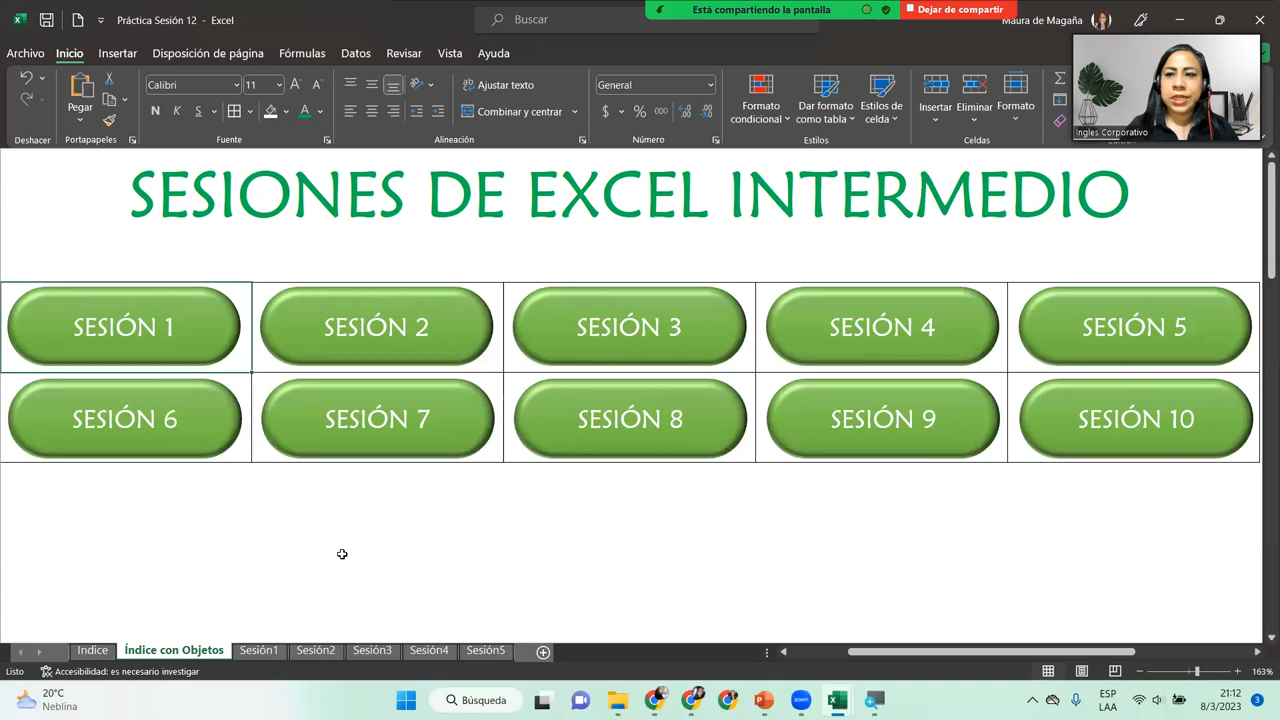 Práctica Sesión 12 - Excel
Buscar
Está compartiendo la pantalla
Dejar de compartir
Maura de Magaña
Archivo Inicio Insertar Disposición de página Fórmulas Datos Revisar Vista Ayuda
Pegar
Calibri 11
N K S
Ajustar texto
Combinar y centrar
General
$ % 000
Formato condicional
Dar formato como tabla
Estilos de celda
Insertar Eliminar Formato
Ingles Corporativo
Deshacer Portapapeles Fuente Alineación Número Estilos Celdas
SESIONES DE EXCEL INTERMEDIO
SESIÓN 1 SESIÓN 2 SESIÓN 3 SESIÓN 4 SESIÓN 5
SESIÓN 6 SESIÓN 7 SESIÓN 8 SESIÓN 9 SESIÓN 10
Indice Índice con Objetos Sesión1 Sesión2 Sesión3 Sesión4 Sesión5
Listo Accesibilidad: es necesario investigar 163%
20°C
Neblina
Búsqueda
zoom
ESP
LAA
21:12
8/3/2023
3